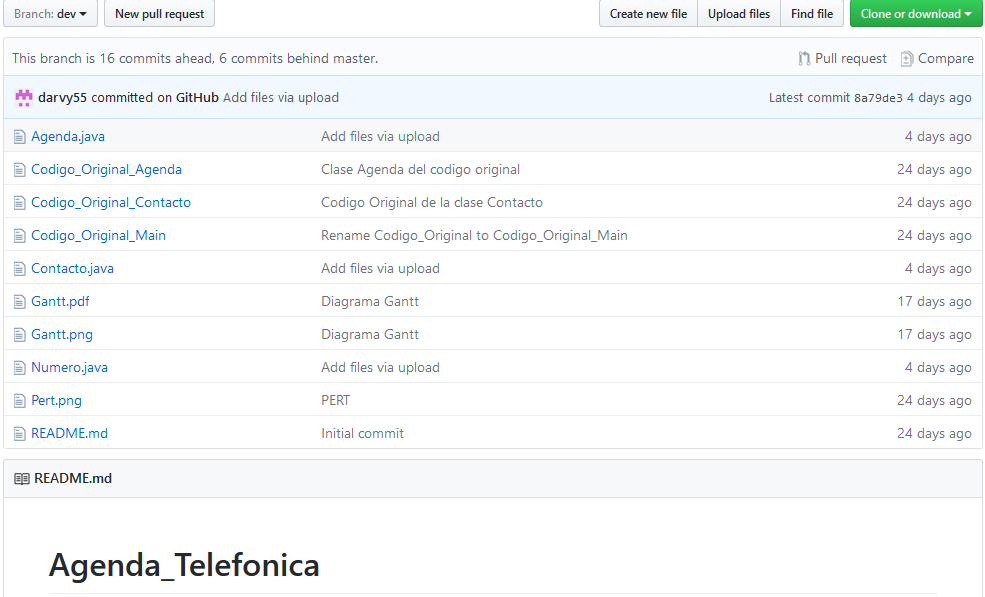 Branch: dev New pull request Create new file Upload files Find file Clone or download
This branch is 16 commits ahead, 6 commits behind master. Pull request Compare
darvy55 committed on GitHub Add files via upload Latest commit 8a79de3 4 days ago
Agenda.java Add files via upload 4 days ago
Codigo_Original_Agenda Clase Agenda del codigo original 24 days ago
Codigo_Original_Contacto Codigo Original de la clase Contacto 24 days ago
Codigo_Original_Main Rename Codigo_Original to Codigo_Original_Main 24 days ago
Contacto.java Add files via upload 4 days ago
Gantt.pdf Diagrama Gantt 17 days ago
Gantt.png Diagrama Gantt 17 days ago
Numero.java Add files via upload 4 days ago
Pert.png PERT 24 days ago
README.md Initial commit 24 days ago
README.md
Agenda_Telefonica